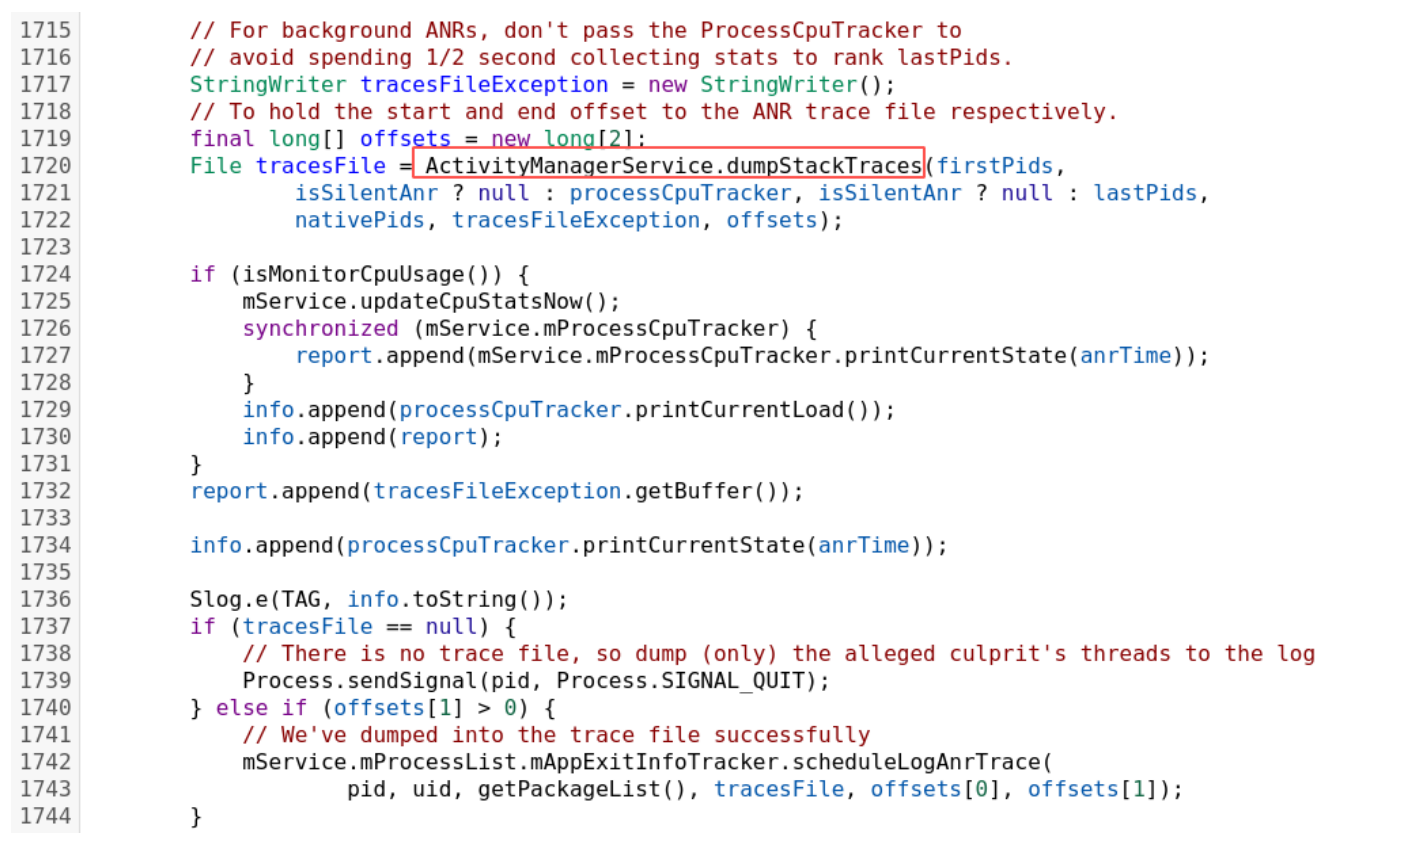 1715 // For background ANRs, don't pass the ProcessCpuTracker to
1716 // avoid spending 1/2 second collecting stats to rank lastPids.
1717 StringWriter tracesFileException = new StringWriter();
1718 // To hold the start and end offset to the ANR trace file respectively.
1719 final long[] offsets = new long[2];
1720 File tracesFile = ActivityManagerService.dumpStackTraces(firstPids,
1721 isSilentAnr ? null : processCpuTracker, isSilentAnr ? null : lastPids,
1722 nativePids, tracesFileException, offsets);
1723
1724 if (isMonitorCpuUsage()) {
1725 mService.updateCpuStatsNow();
1726 synchronized (mService.mProcessCpuTracker) {
1727 report.append(mService.mProcessCpuTracker.printCurrentState(anrTime));
1728 }
1729 info.append(processCpuTracker.printCurrentLoad());
1730 info.append(report);
1731 }
1732 report.append(tracesFileException.getBuffer());
1733
1734 info.append(processCpuTracker.printCurrentState(anrTime));
1735
1736 Slog.e(TAG, info.toString());
1737 if (tracesFile == null) {
1738 // There is no trace file, so dump (only) the alleged culprit's threads to the log
1739 Process.sendSignal(pid, Process.SIGNAL_QUIT);
1740 } else if (offsets[1] > 0) {
1741 // We've dumped into the trace file successfully
1742 mService.mProcessList.mAppExitInfoTracker.scheduleLogAnrTrace(
1743 pid, uid, getPackageList(), tracesFile, offsets[0], offsets[1]);
1744 }